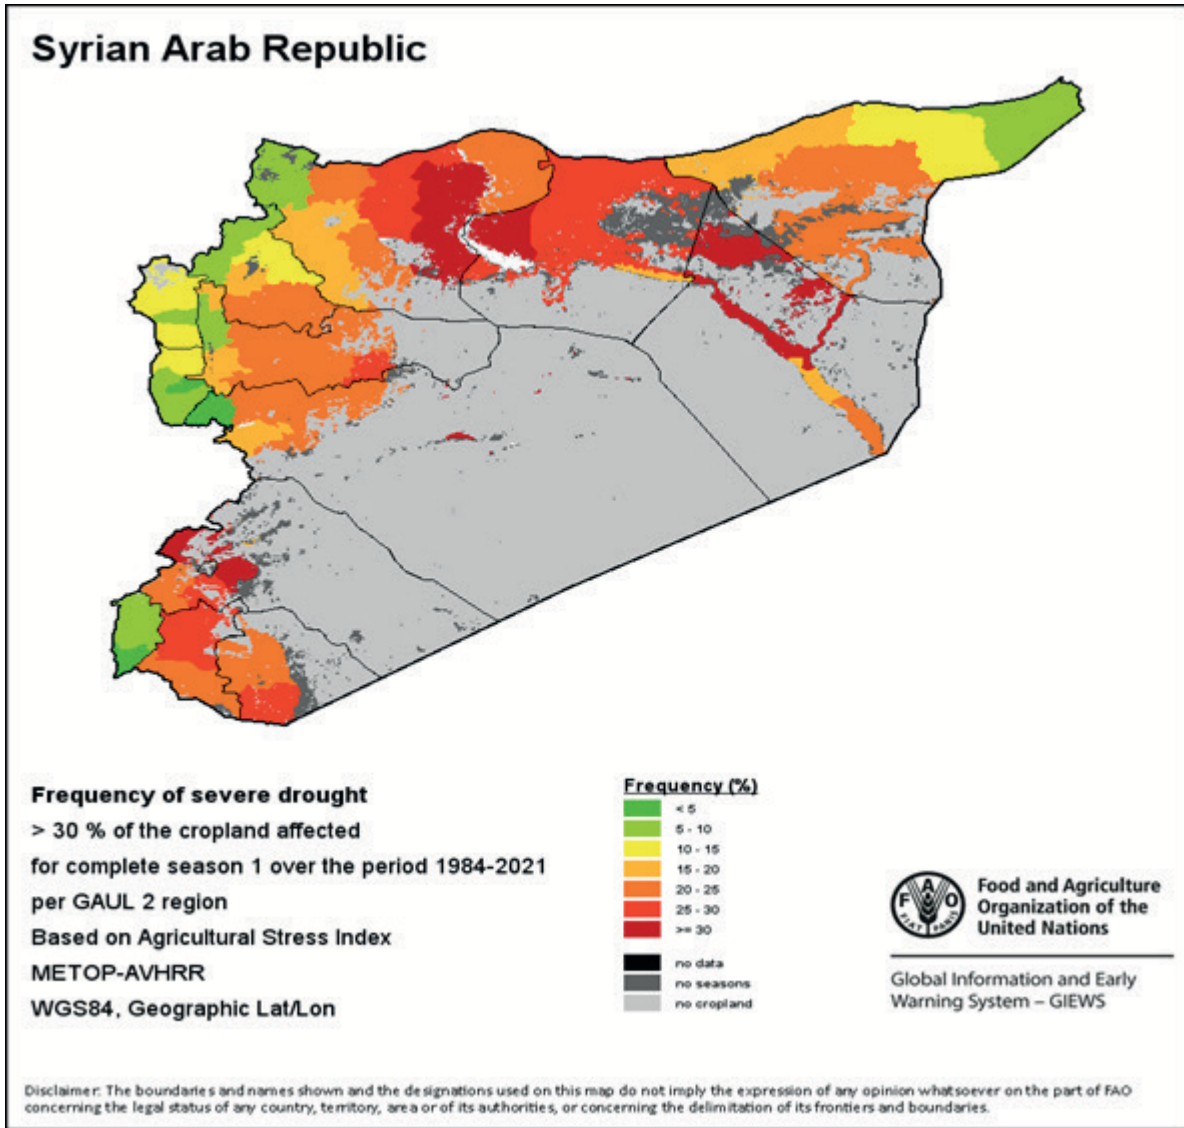 Syrian Arab Republic
Frequency of severe drought
> 30 % of the cropland affected
for complete season 1 over the period 1984-2021
per GAUL 2 region
Based on Agricultural Stress Index
METOP-AVHRR
WGS84, Geographic Lat/Lon
Frequency (%)
< 5
5 - 10
10 - 15
15 - 20
20 - 25
25 - 30
>= 30
no data
no seasons
no cropland
F A O
FIAT PANIS
Food and Agriculture
Organization of the
United Nations
Global Information and Early
Warning System – GIEWS
Disclaimer: The boundaries and names shown and the designations used on this map do not imply the expression of any opinion whatsoever on the part of FAO
concerning the legal status of any country, territory, area or of its authorities, or concerning the delimitation of its frontiers and boundaries.